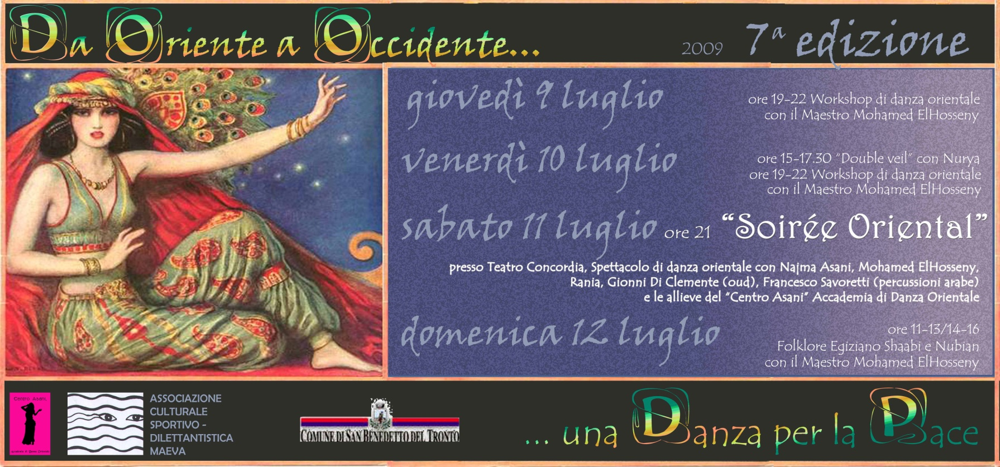 Da Oriente a Occidente...
2009 7a edizione
giovedì 9 luglio
ore 19-22 Workshop di danza orientale
con il Maestro Mohamed ElHosseny
venerdì 10 luglio
ore 15-17.30 "Double veil" con Nurya
ore 19-22 Workshop di danza orientale
con il Maestro Mohamed ElHosseny
sabato 11 luglio ore 21 “Soirée Oriental”
presso Teatro Concordia, Spettacolo di danza orientale con Najma Asani, Mohamed ElHosseny,
Rania, Gionni Di Clemente (oud), Francesco Savoretti (percussioni arabe)
e le allieve del "Centro Asani" Accademia di Danza Orientale
domenica 12 luglio
ore 11-13/14-16
Folklore Egiziano Shaabi e Nubian
con il Maestro Mohamed ElHosseny
Centro Asani,
Accademia di Danza Orientale
ASSOCIAZIONE
CULTURALE
SPORTIVO -
DILETTANTISTICA
MAEVA
COMUNE DI SAN BENEDETTO DEL TRONTO
... una Danza per la Pace